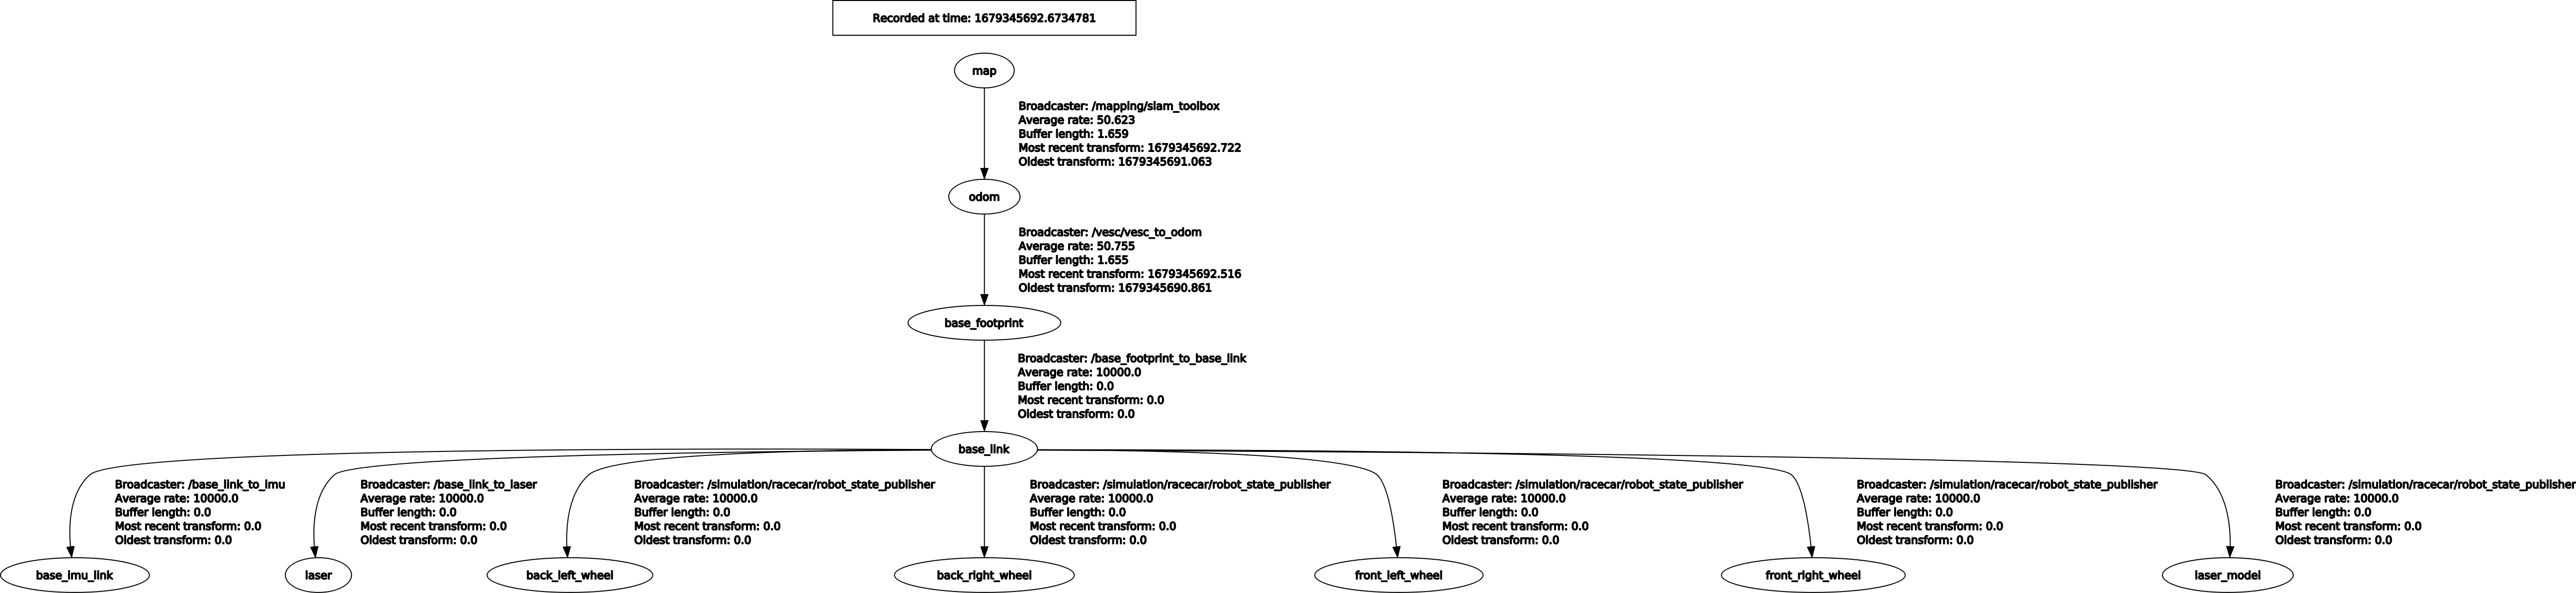 Recorded at time: 1679345692.6734781
map
Broadcaster: /mapping/slam_toolbox
Average rate: 50.623
Buffer length: 1.659
Most recent transform: 1679345692.722
Oldest transform: 1679345691.063
odom
Broadcaster: /vesc/vesc_to_odom
Average rate: 50.755
Buffer length: 1.655
Most recent transform: 1679345692.516
Oldest transform: 1679345690.861
base_footprint
Broadcaster: /base_footprint_to_base_link
Average rate: 10000.0
Buffer length: 0.0
Most recent transform: 0.0
Oldest transform: 0.0
base_link
Broadcaster: /base_link_to_imu
Average rate: 10000.0
Buffer length: 0.0
Most recent transform: 0.0
Oldest transform: 0.0
Broadcaster: /base_link_to_laser
Average rate: 10000.0
Buffer length: 0.0
Most recent transform: 0.0
Oldest transform: 0.0
Broadcaster: /simulation/racecar/robot_state_publisher
Average rate: 10000.0
Buffer length: 0.0
Most recent transform: 0.0
Oldest transform: 0.0
Broadcaster: /simulation/racecar/robot_state_publisher
Average rate: 10000.0
Buffer length: 0.0
Most recent transform: 0.0
Oldest transform: 0.0
Broadcaster: /simulation/racecar/robot_state_publisher
Average rate: 10000.0
Buffer length: 0.0
Most recent transform: 0.0
Oldest transform: 0.0
Broadcaster: /simulation/racecar/robot_state_publisher
Average rate: 10000.0
Buffer length: 0.0
Most recent transform: 0.0
Oldest transform: 0.0
Broadcaster: /simulation/racecar/robot_state_publisher
Average rate: 10000.0
Buffer length: 0.0
Most recent transform: 0.0
Oldest transform: 0.0
base_imu_link
laser
back_left_wheel
back_right_wheel
front_left_wheel
front_right_wheel
laser_model